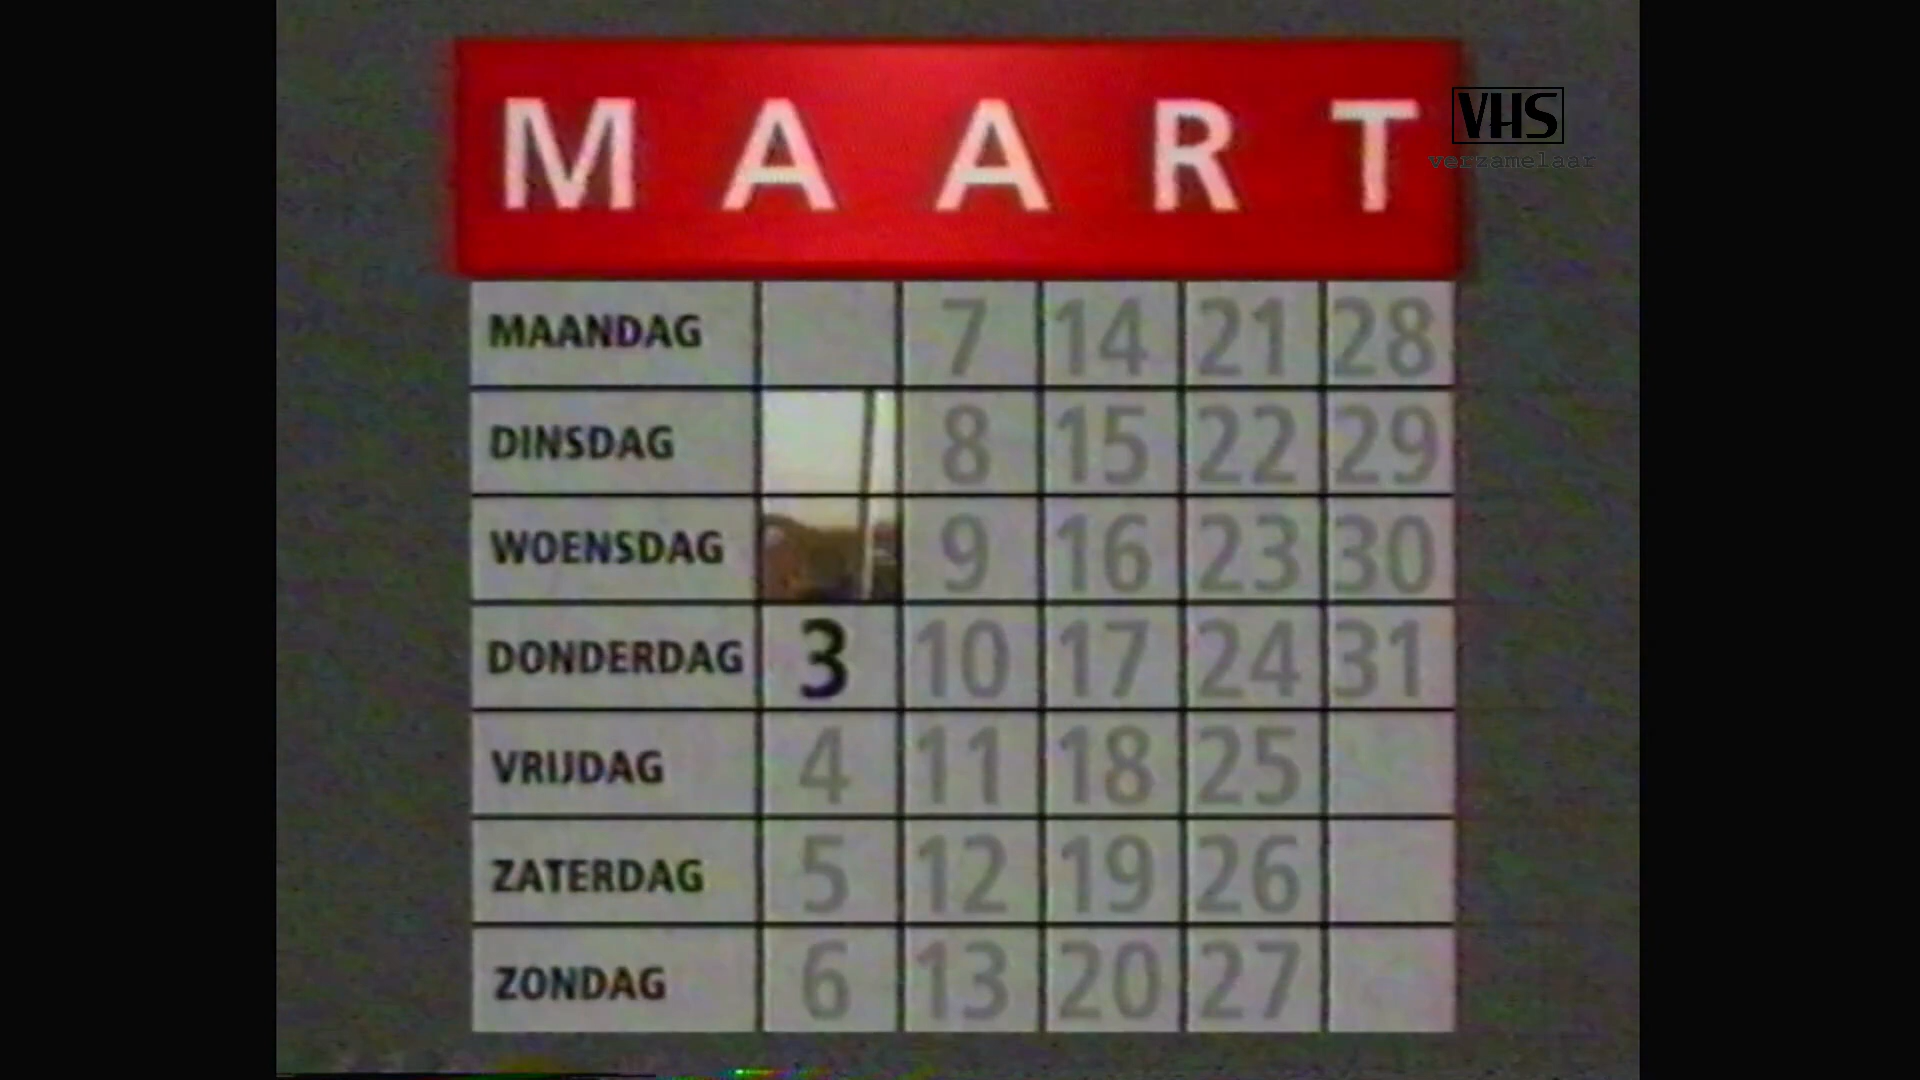 MAART
VHS
verzamelaar
MAANDAG 7 14 21 28
DINSDAG 8 15 22 29
WOENSDAG 9 16 23 30
DONDERDAG 3 10 17 24 31
VRIJDAG 4 11 18 25
ZATERDAG 5 12 19 26
ZONDAG 6 13 20 27